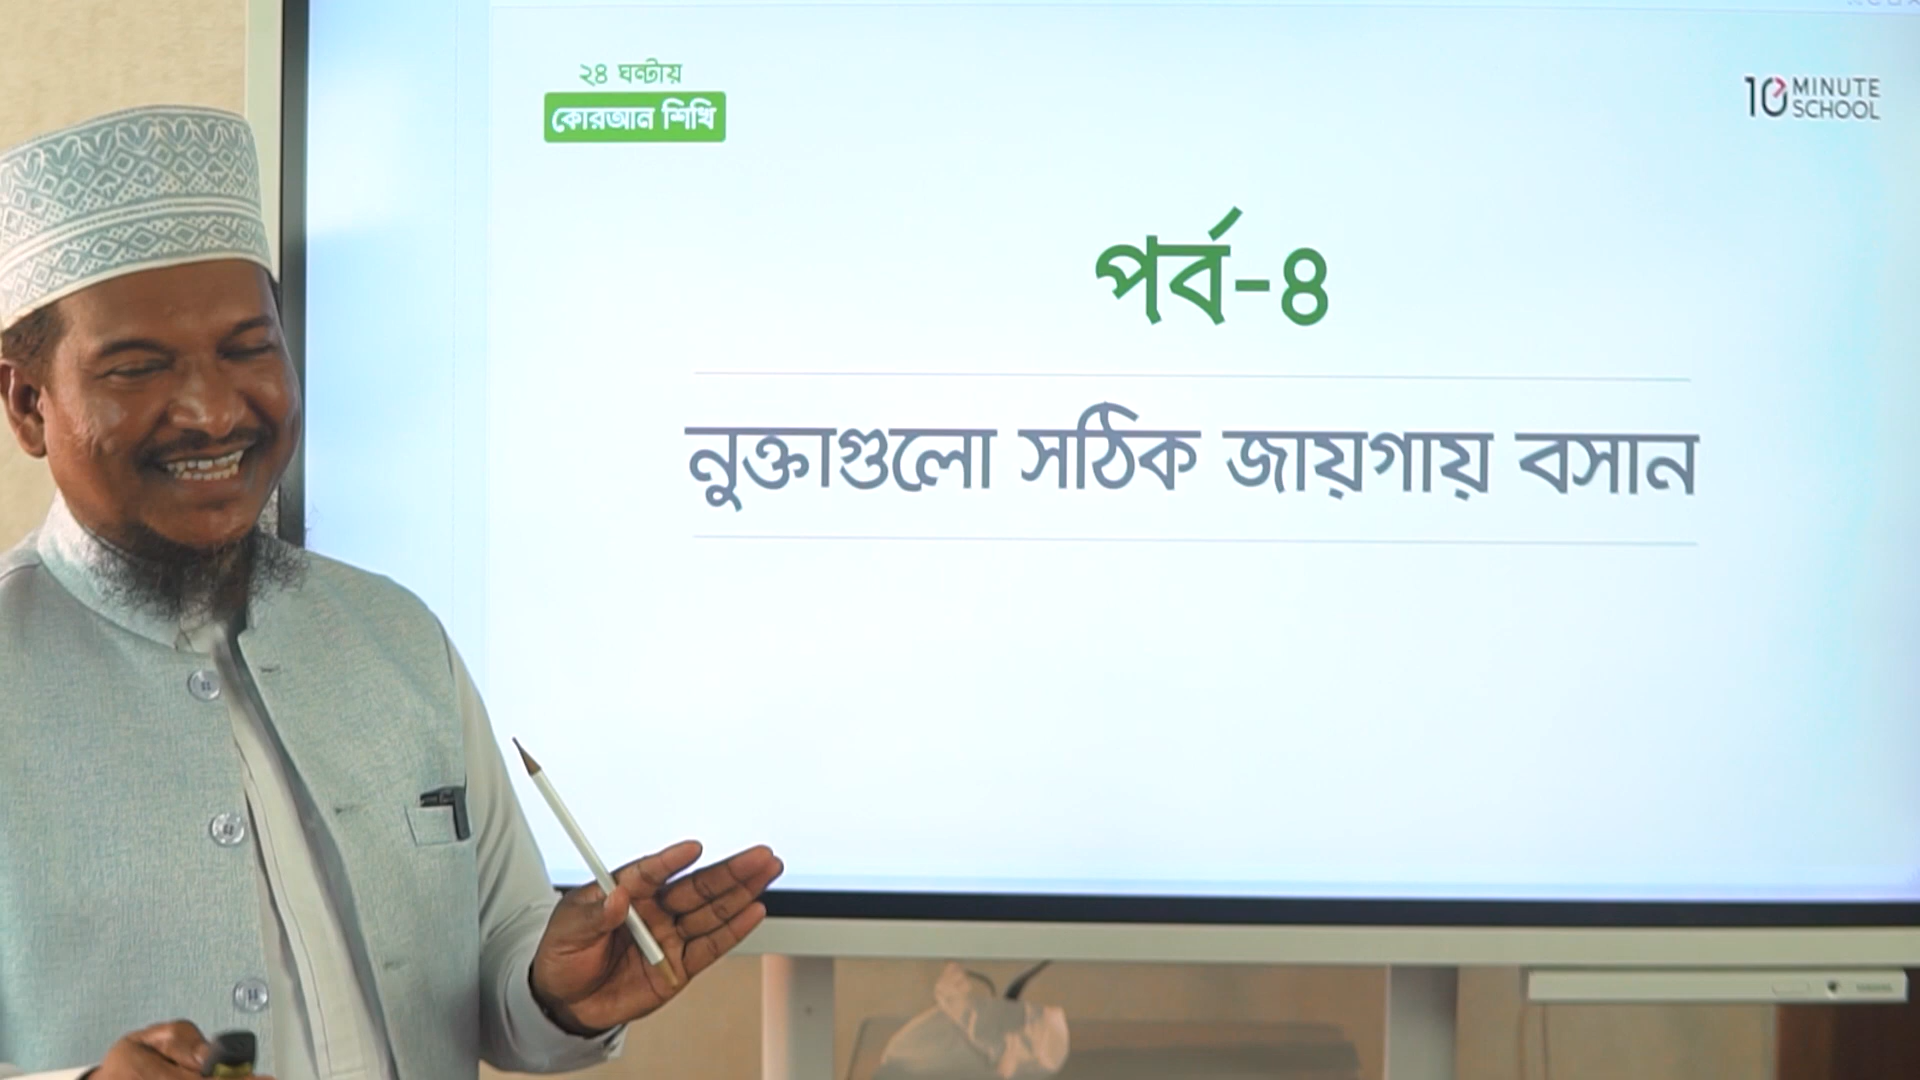 ২৪ ঘন্টায়
কোরআন শিখি
10 MINUTE
SCHOOL
পর্ব-৪
নুক্তাগুলো সঠিক জায়গায় বসান